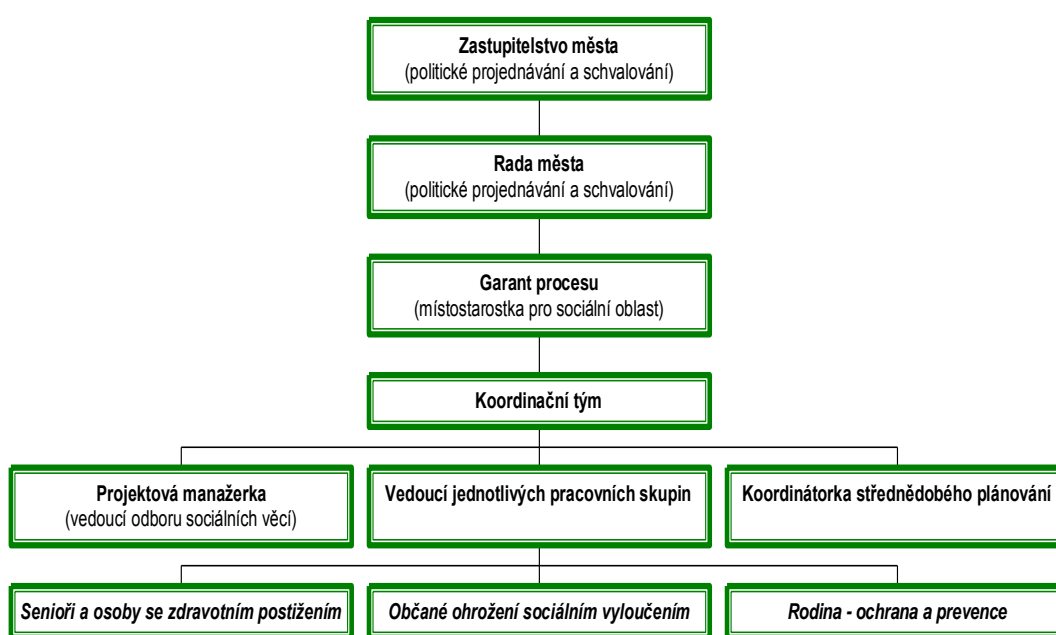 Zastupitelstvo města
(politické projednávání a schvalování)
Rada města
(politické projednávání a schvalování)
Garant procesu
(místostarostka pro sociální oblast)
Koordinační tým
Projektová manažerka
(vedoucí odboru sociálních věcí)
Vedoucí jednotlivých pracovních skupin
Koordinátorka střednědobého plánování
Senioři a osoby se zdravotním postižením
Občané ohrožení sociálním vyloučením
Rodina - ochrana a prevence